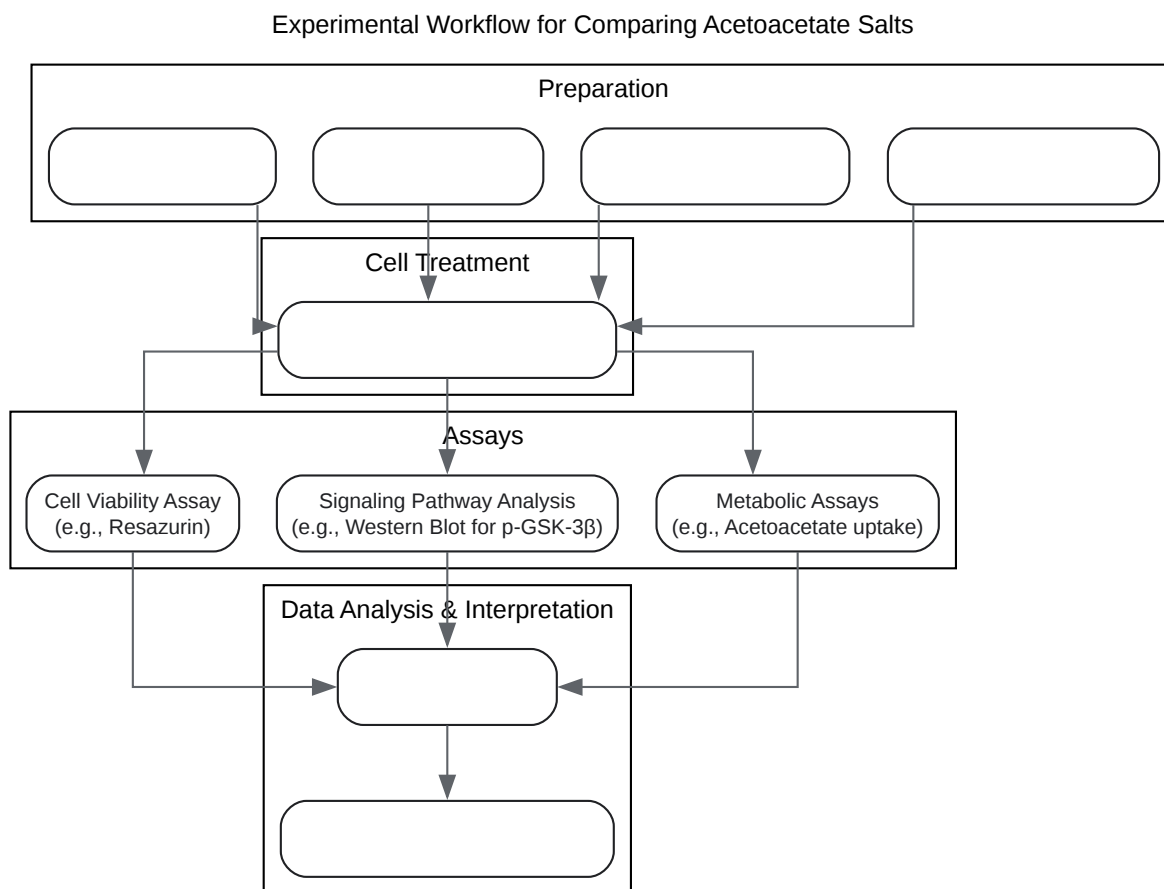 Experimental Workflow for Comparing Acetoacetate Salts
Preparation
Cell Treatment
Assays
Cell Viability Assay
(e.g., Resazurin)
Signaling Pathway Analysis
(e.g., Western Blot for p-GSK-3β)
Metabolic Assays
(e.g., Acetoacetate uptake)
Data Analysis & Interpretation